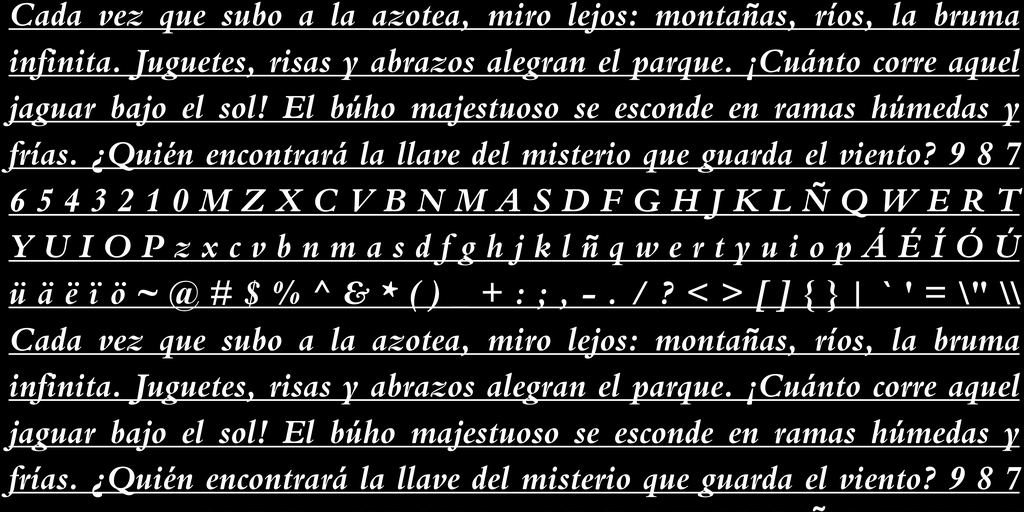 Cada vez que subo a la azotea, miro lejos: montañas, ríos, la bruma
infinita. Juguetes, risas y abrazos alegran el parque. ¡Cuánto corre aquel
jaguar bajo el sol! El búho majestuoso se esconde en ramas húmedas y
frías. ¿Quién encontrará la llave del misterio que guarda el viento? 9 8 7
6 5 4 3 2 1 0 M Z X C V B N M A S D F G H J K L Ñ Q W E R T
Y U I O P z x c v b n m a s d f g h j k l ñ q w e r t y u i o p Á É Í Ó Ú
ü ä ë ï ö ~ @ # $ % ^ & * ( ) _ + : ; , - . / ? < > [ ] { } | ` ' = \" \\
Cada vez que subo a la azotea, miro lejos: montañas, ríos, la bruma
infinita. Juguetes, risas y abrazos alegran el parque. ¡Cuánto corre aquel
jaguar bajo el sol! El búho majestuoso se esconde en ramas húmedas y
frías. ¿Quién encontrará la llave del misterio que guarda el viento? 9 8 7